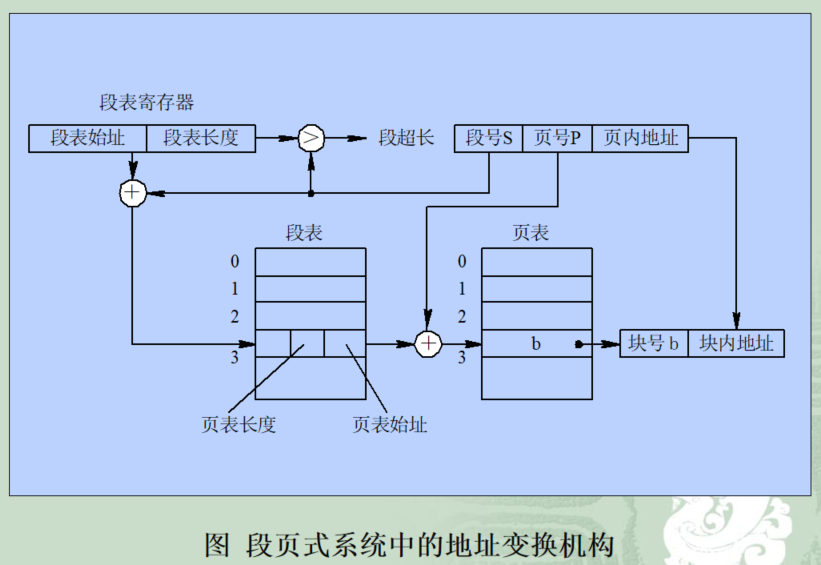 段表寄存器
段表始址 段表长度 > 段超长 段号S 页号P 页内地址
+
段表 页表
0 0
1 1
2 2
+ b 块号 b 块内地址
3 3
页表长度 页表始址
图 段页式系统中的地址变换机构